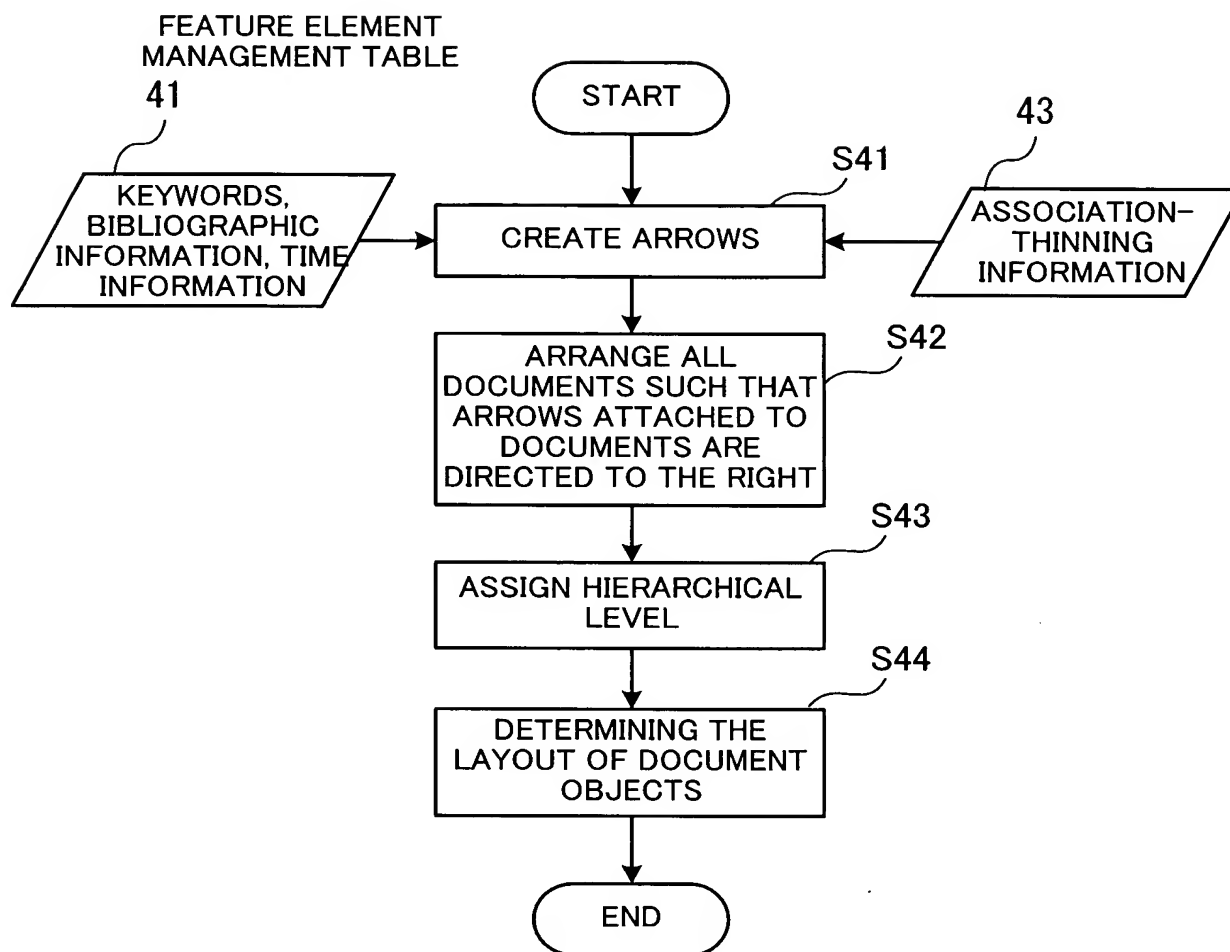 FEATURE ELEMENT
MANAGEMENT TABLE
41
START
43
S41
KEYWORDS,
BIBLIOGRAPHIC
INFORMATION, TIME
INFORMATION
CREATE ARROWS
ASSOCIATION-
THINNING
INFORMATION
S42
ARRANGE ALL
DOCUMENTS SUCH THAT
ARROWS ATTACHED TO
DOCUMENTS ARE
DIRECTED TO THE RIGHT
S43
ASSIGN HIERARCHICAL
LEVEL
S44
DETERMINING THE
LAYOUT OF DOCUMENT
OBJECTS
END